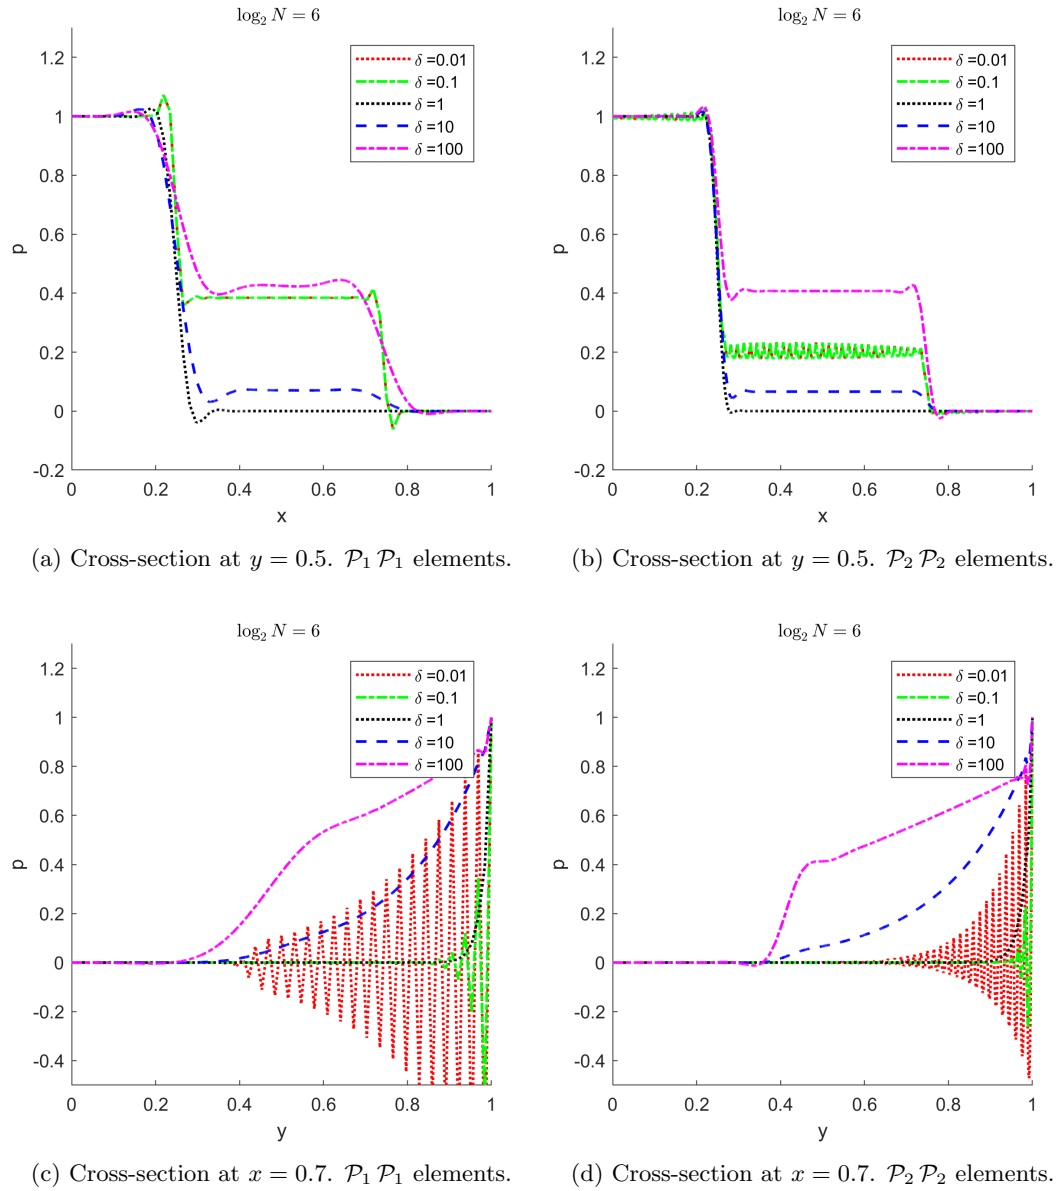 log₂ N = 6
1.2
1
0.8
0.6
0.4
0.2
0
-0.2
p
0 0.2 0.4 0.6 0.8 1
x
δ =0.01
δ =0.1
δ =1
δ =10
δ =100
(a) Cross-section at y = 0.5. 𝒫₁ 𝒫₁ elements.
log₂ N = 6
1.2
1
0.8
0.6
0.4
0.2
0
-0.2
p
0 0.2 0.4 0.6 0.8 1
x
δ =0.01
δ =0.1
δ =1
δ =10
δ =100
(b) Cross-section at y = 0.5. 𝒫₂ 𝒫₂ elements.
log₂ N = 6
1.2
1
0.8
0.6
0.4
0.2
0
-0.2
-0.4
p
0 0.2 0.4 0.6 0.8 1
y
δ =0.01
δ =0.1
δ =1
δ =10
δ =100
(c) Cross-section at x = 0.7. 𝒫₁ 𝒫₁ elements.
log₂ N = 6
1.2
1
0.8
0.6
0.4
0.2
0
-0.2
-0.4
p
0 0.2 0.4 0.6 0.8 1
y
δ =0.01
δ =0.1
δ =1
δ =10
δ =100
(d) Cross-section at x = 0.7. 𝒫₂ 𝒫₂ elements.